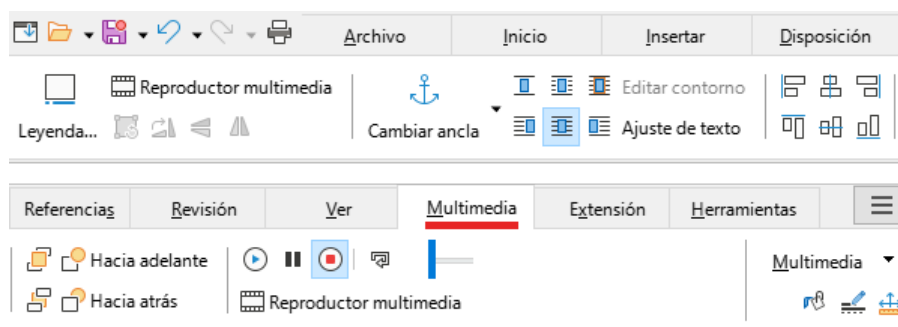 Archivo Inicio Insertar Disposición
Reproductor multimedia Editar contorno
Leyenda... Cambiar ancla Ajuste de texto
Referencias Revisión Ver Multimedia Extensión Herramientas
Hacia adelante Multimedia
Hacia atrás Reproductor multimedia